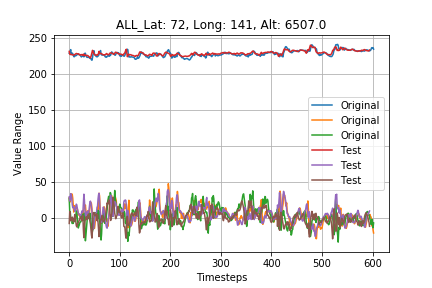 ALL_Lat: 72, Long: 141, Alt: 6507.0
250
200
150
100
50
0
Value Range
Original
Original
Original
Test
Test
Test
0 100 200 300 400 500 600
Timesteps